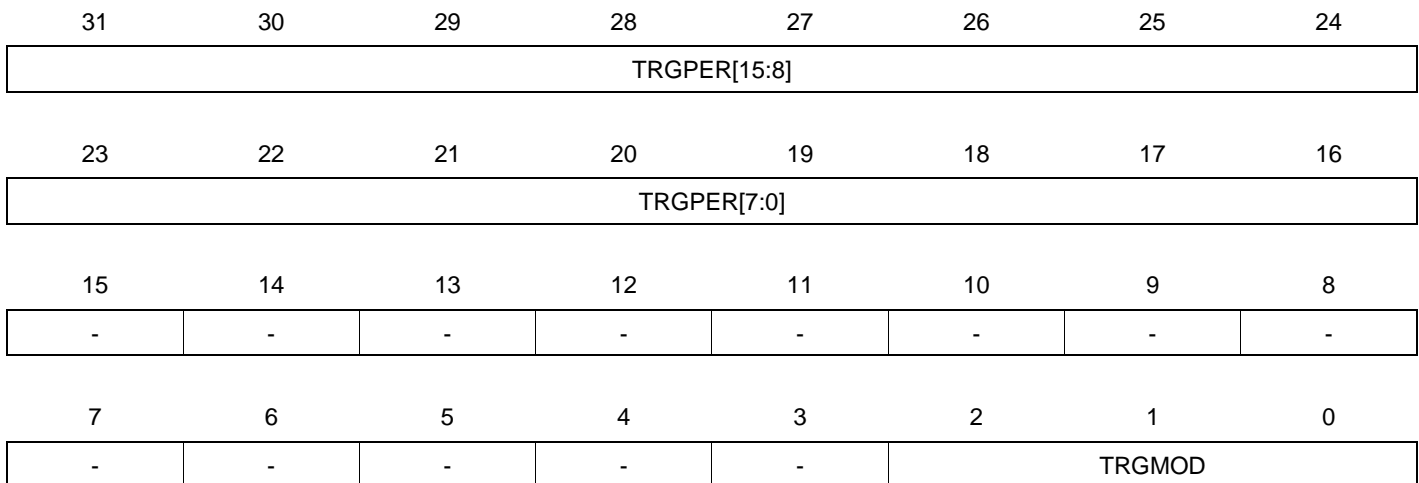 31 30 29 28 27 26 25 24
TRGPER[15:8]
23 22 21 20 19 18 17 16
TRGPER[7:0]
15 14 13 12 11 10 9 8
- - - - - - - -
7 6 5 4 3 2 1 0
- - - - - TRGMOD